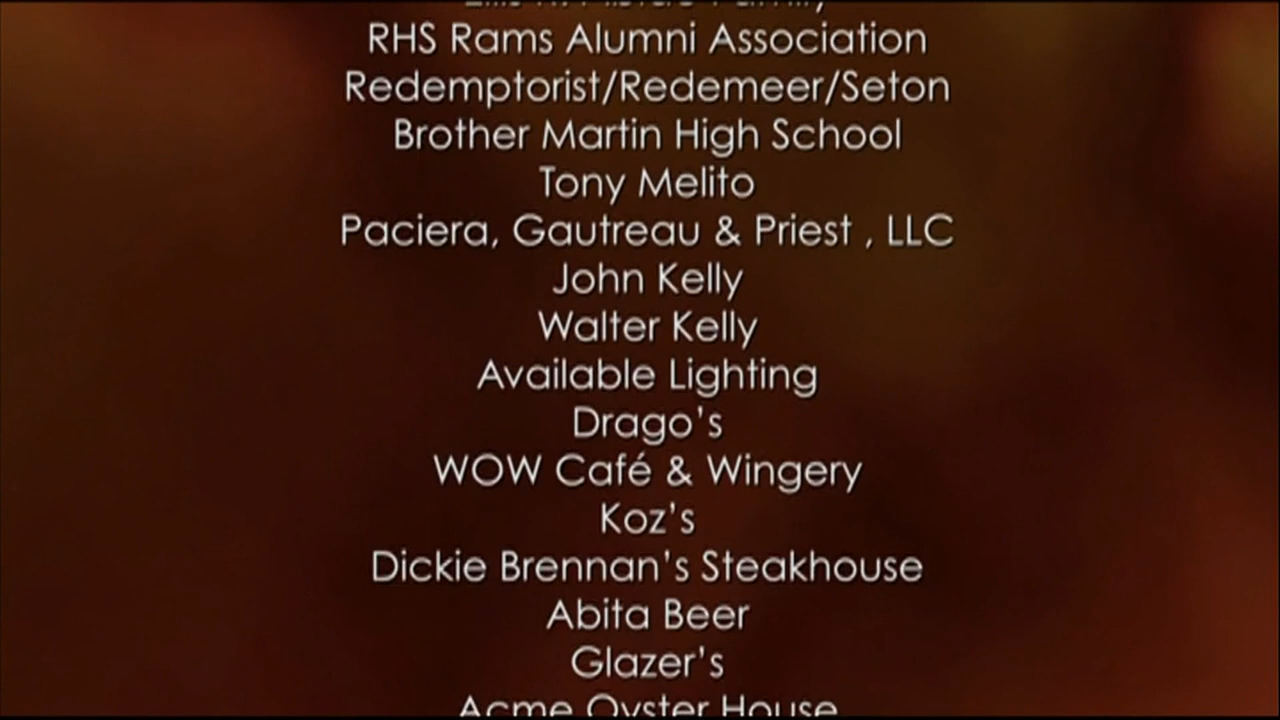 RHS Rams Alumni Association
Redemptorist/Redemeer/Seton
Brother Martin High School
Tony Melito
Paciera, Gautreau & Priest , LLC
John Kelly
Walter Kelly
Available Lighting
Drago's
WOW Café & Wingery
Koz's
Dickie Brennan's Steakhouse
Abita Beer
Glazer's
Acme Oyster House